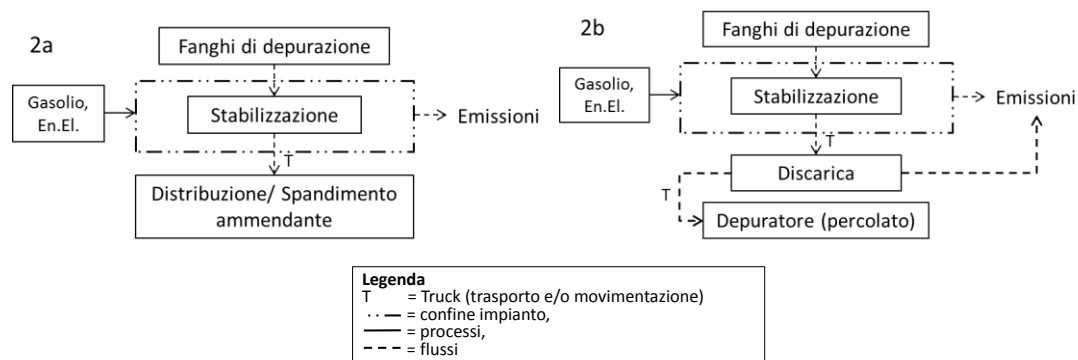 2a
Fanghi di depurazione
Gasolio,
En.El.
Stabilizzazione
Emissioni
T
Distribuzione/ Spandimento
ammendante
2b
Fanghi di depurazione
Gasolio,
En.El.
Stabilizzazione
Emissioni
T
Discarica
T
Depuratore (percolato)
Legenda
T = Truck (trasporto e/o movimentazione)
= confine impianto,
= processi,
= flussi